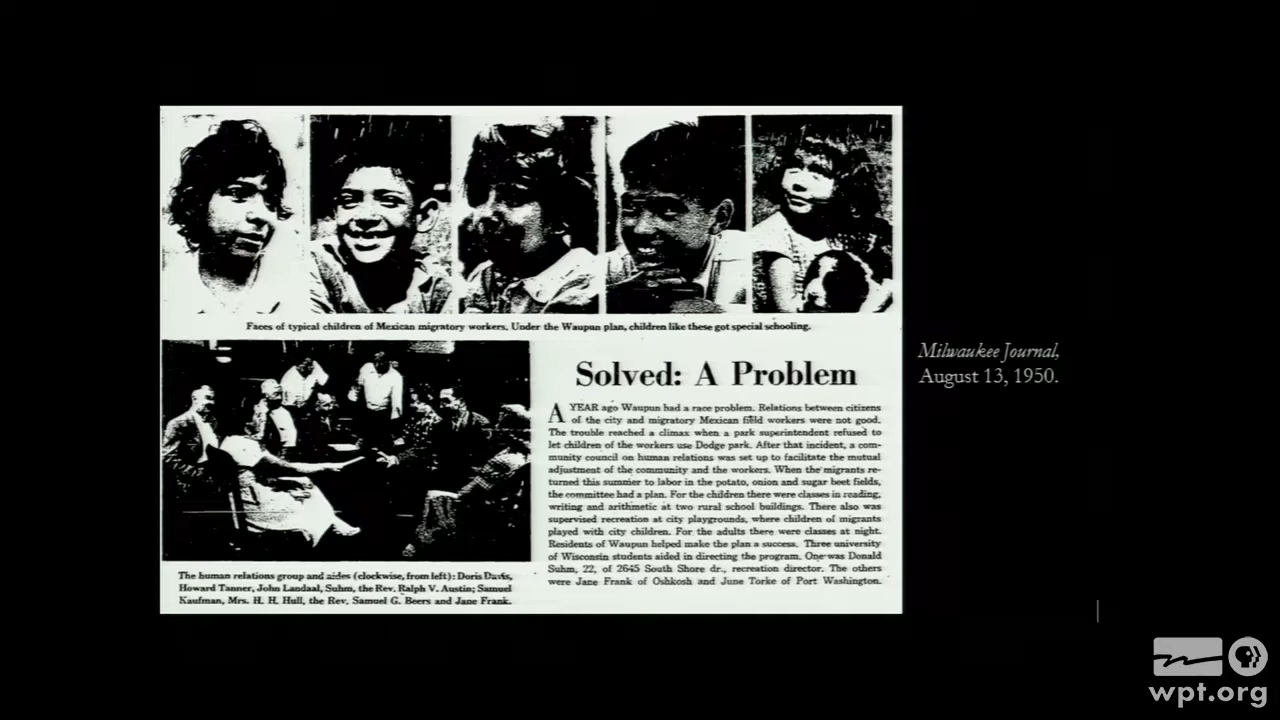 Faces of typical children of Mexican migratory workers. Under the Waupun plan, children like these got special schooling.
Solved: A Problem
A YEAR ago Waupun had a race problem. Relations between citizens
of the city and migratory Mexican field workers were not good.
The trouble reached a climax when a park superintendent refused to
let children of the workers use Dodge park. After that incident, a com-
munity council on human relations was set up to facilitate the mutual
adjustment of the community and the workers. When the migrants re-
turned this summer to labor in the potato, onion and sugar beet fields,
the committee had a plan. For the children there were classes in reading,
writing and arithmetic at two rural school buildings. There also was
supervised recreation at city playgrounds, where children of migrants
played with city children. For the adults there were classes at night.
Residents of Waupun helped make the plan a success. Three university
of Wisconsin students aided in directing the program. One was Donald
Suhm, 22, of 2645 South Shore dr., recreation director. The others
were Jane Frank of Oshkosh and June Torke of Port Washington.
The human relations group and aides (clockwise, from left): Doris Davis,
Howard Tanner, John Landaal, Suhm, the Rev. Ralph V. Austin; Samuel
Kaufman, Mrs. H. H. Hull, the Rev. Samuel G. Beers and Jane Frank.
Milwaukee Journal,
August 13, 1950.
wpt.org